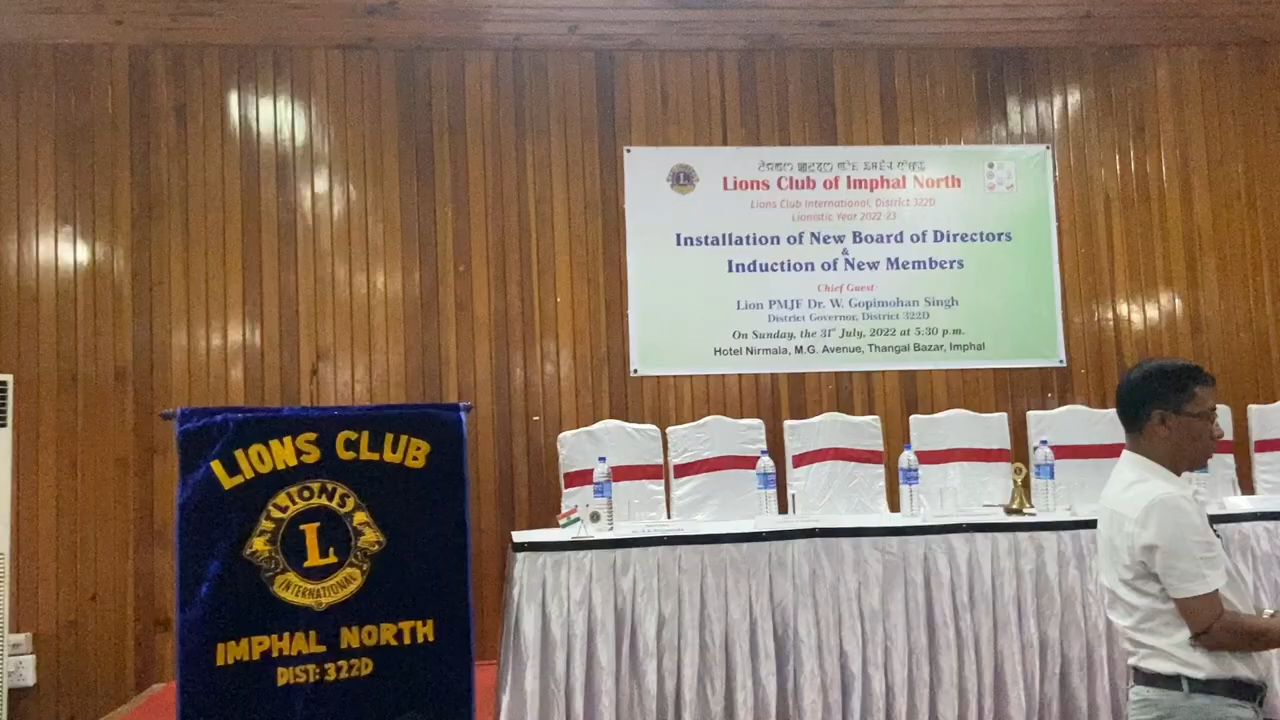 Lions Club of Imphal North
Lions Club International, District 322D
Lionistic Year 2022-23
Installation of New Board of Directors
&
Induction of New Members
Chief Guest:
Lion PMJF Dr. W. Gopimohan Singh
District Governor, District 322D
On Sunday, the 31st July, 2022 at 5:30 p.m.
Hotel Nirmala, M.G. Avenue, Thangal Bazar, Imphal
LIONS CLUB
LIONS
L
INTERNATIONAL
IMPHAL NORTH
DIST: 322D